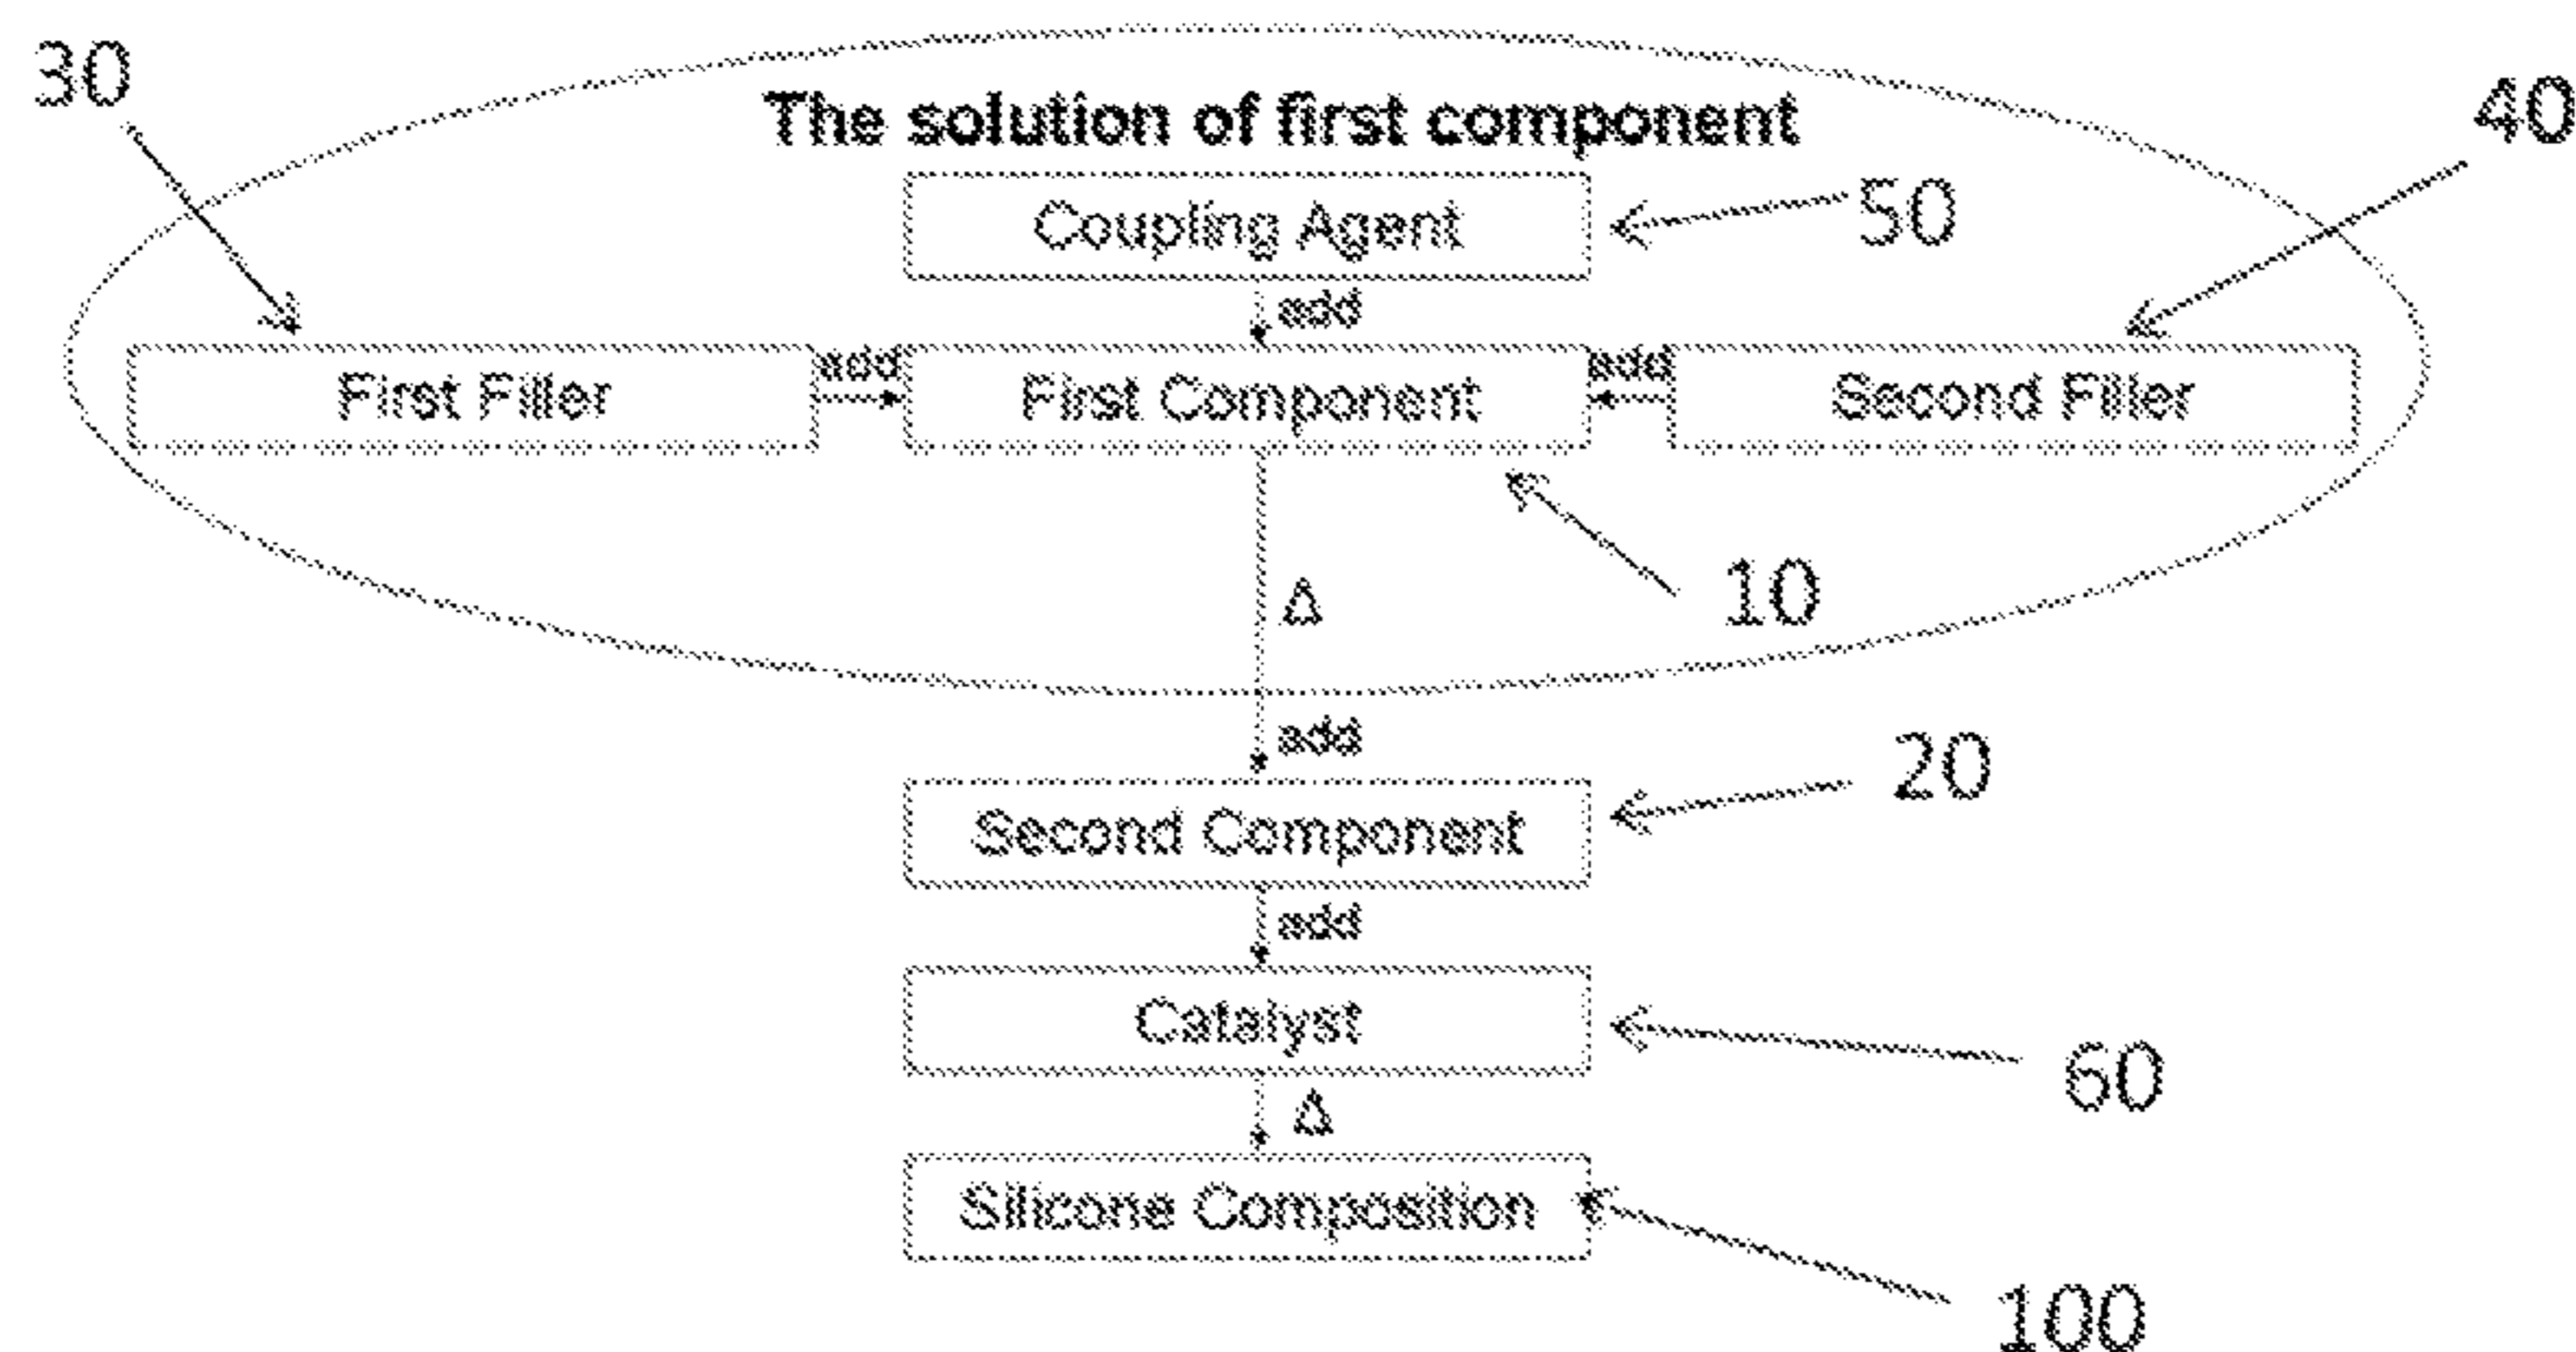 30
The solution of first component
40
Coupling Agent
50
add
First Filler
add
First Component
add
Second Filler
Δ
10
add
Second Component
20
add
Catalyst
60
Δ
Silicone Composition
100